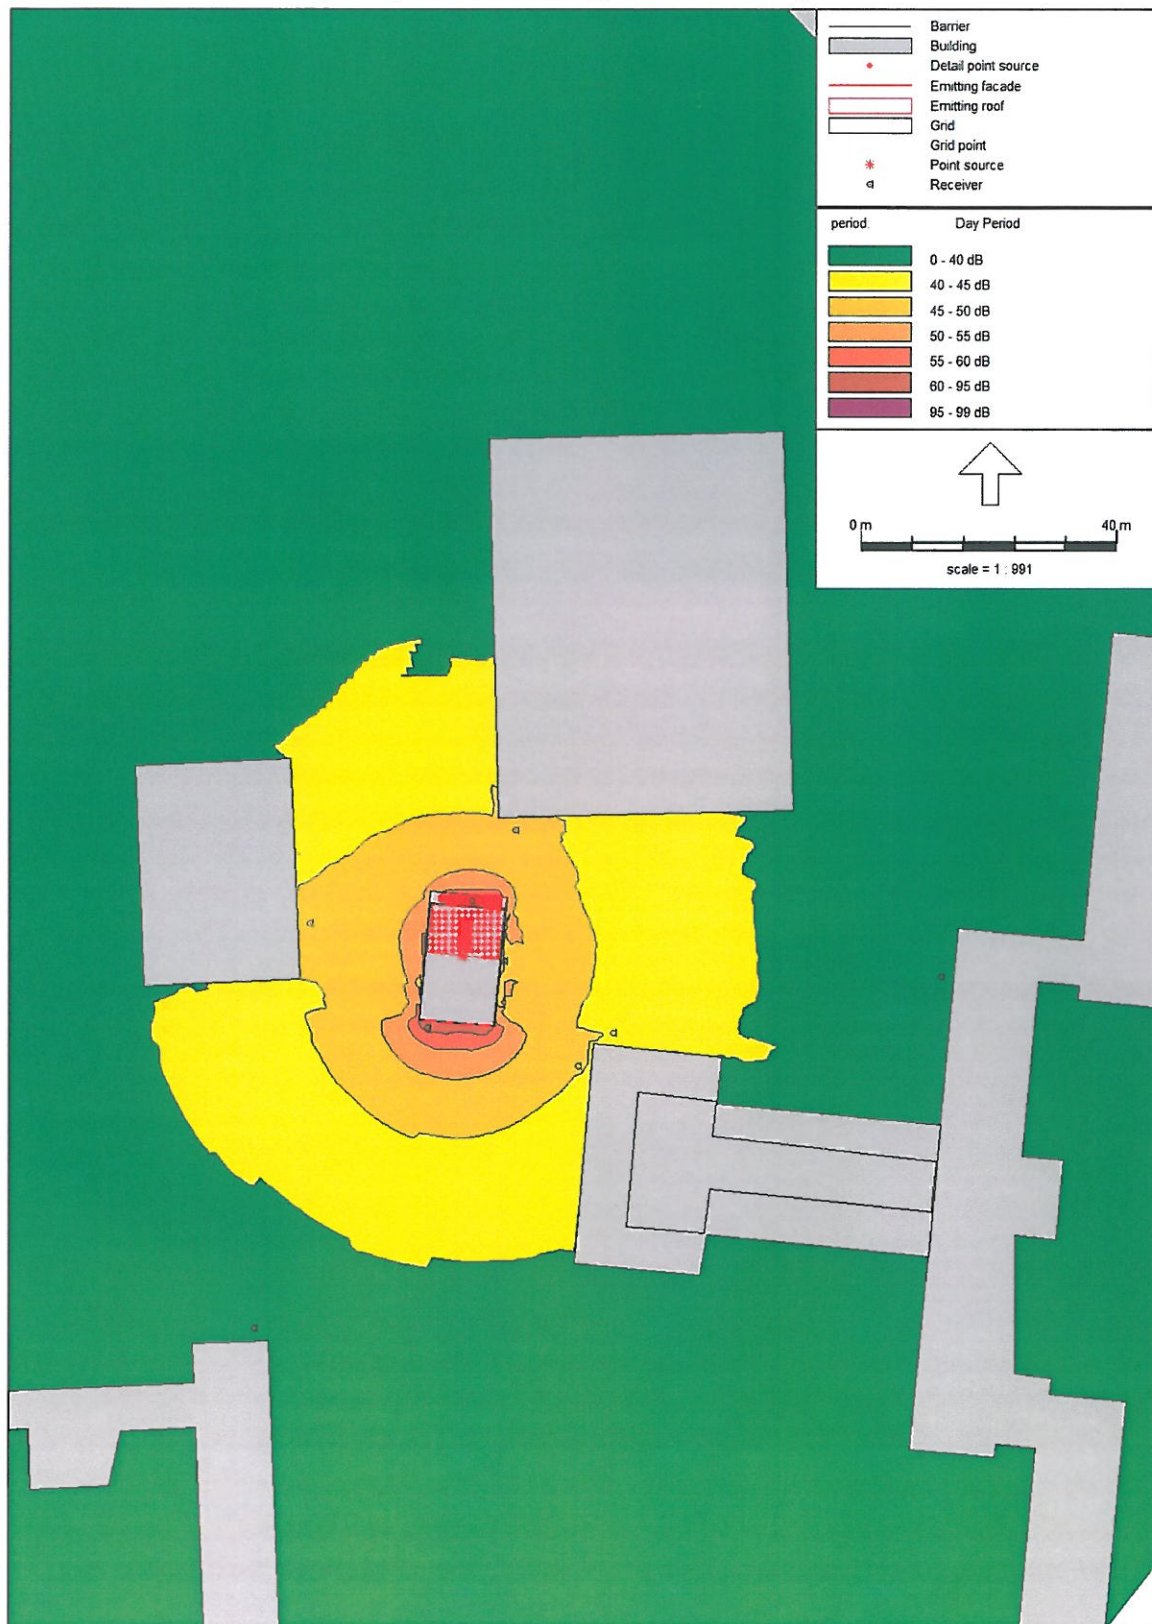 Barrier
Building
Detail point source
Emitting facade
Emitting roof
Grid
Grid point
Point source
Receiver
period. Day Period
0 - 40 dB
40 - 45 dB
45 - 50 dB
50 - 55 dB
55 - 60 dB
60 - 95 dB
95 - 99 dB
0 m 40 m
scale = 1 : 991